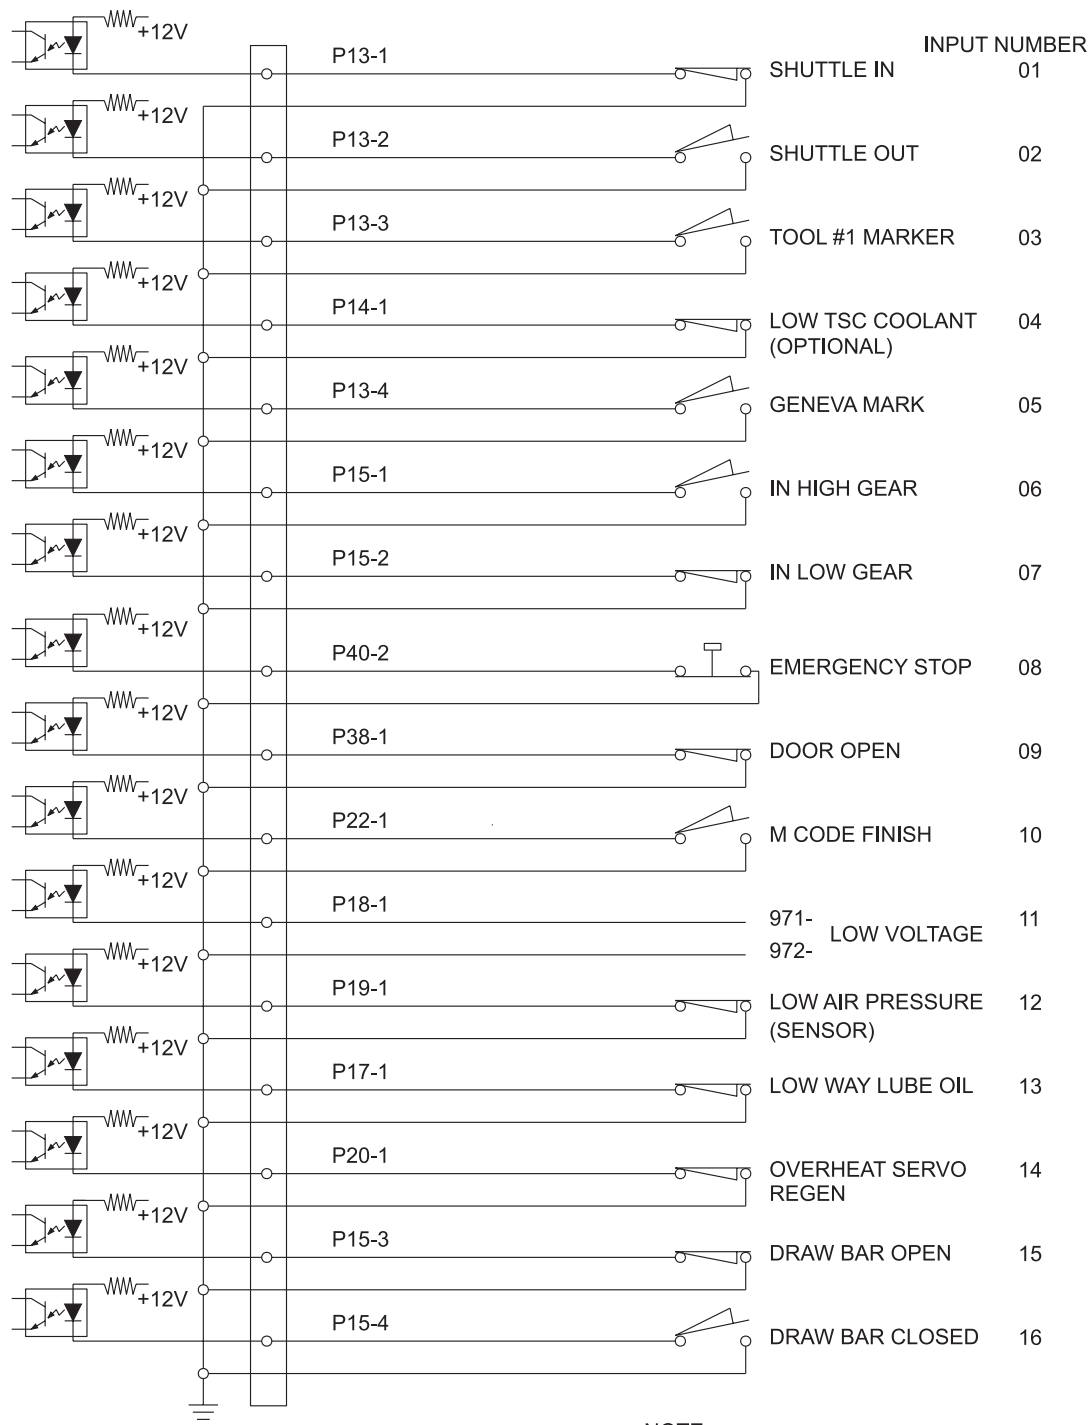 INPUT NUMBER
+12V P13-1 SHUTTLE IN 01
+12V P13-2 SHUTTLE OUT 02
+12V P13-3 TOOL #1 MARKER 03
+12V P14-1 LOW TSC COOLANT 04
(OPTIONAL)
+12V P13-4 GENEVA MARK 05
+12V P15-1 IN HIGH GEAR 06
+12V P15-2 IN LOW GEAR 07
+12V P40-2 EMERGENCY STOP 08
+12V P38-1 DOOR OPEN 09
+12V P22-1 M CODE FINISH 10
+12V P18-1 971- LOW VOLTAGE 11
972-
+12V P19-1 LOW AIR PRESSURE 12
(SENSOR)
+12V P17-1 LOW WAY LUBE OIL 13
+12V P20-1 OVERHEAT SERVO 14
REGEN
+12V P15-3 DRAW BAR OPEN 15
+12V P15-4 DRAW BAR CLOSED 16